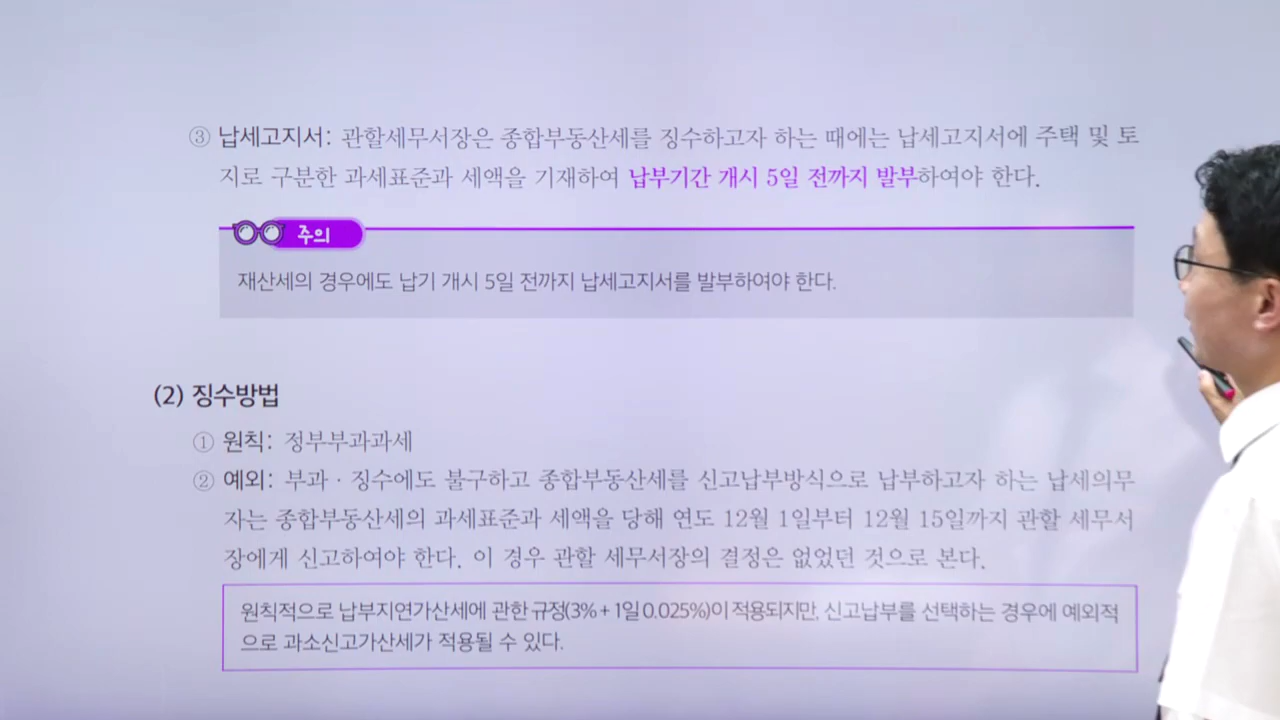 ③ 납세고지서: 관할세무서장은 종합부동산세를 징수하고자 하는 때에는 납세고지서에 주택 및 토
지로 구분한 과세표준과 세액을 기재하여 납부기간 개시 5일 전까지 발부하여야 한다.
주의
재산세의 경우에도 납기 개시 5일 전까지 납세고지서를 발부하여야 한다.
(2) 징수방법
① 원칙: 정부부과과세
② 예외: 부과 · 징수에도 불구하고 종합부동산세를 신고납부방식으로 납부하고자 하는 납세의무
자는 종합부동산세의 과세표준과 세액을 당해 연도 12월 1일부터 12월 15일까지 관할 세무서
장에게 신고하여야 한다. 이 경우 관할 세무서장의 결정은 없었던 것으로 본다.
원칙적으로 납부지연가산세에 관한 규정(3% + 1일 0.025%)이 적용되지만, 신고납부를 선택하는 경우에 예외적
으로 과소신고가산세가 적용될 수 있다.